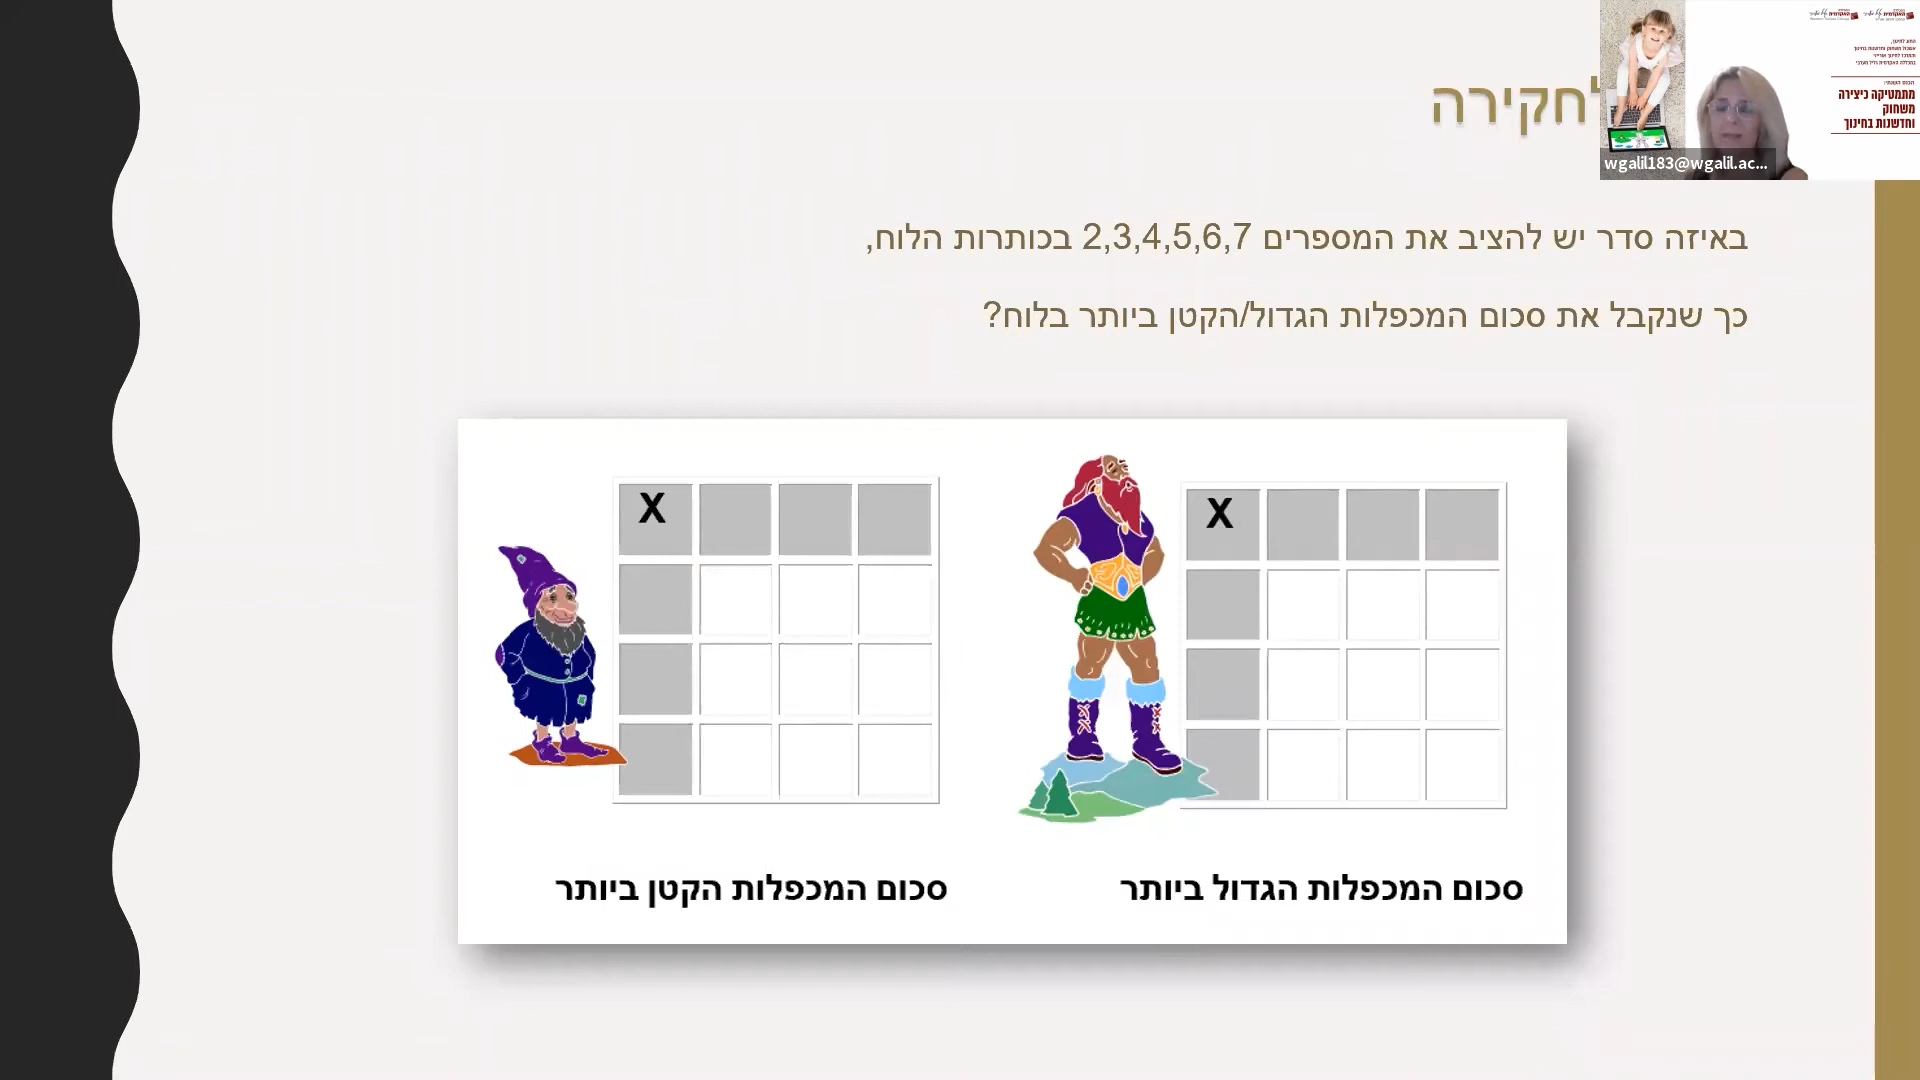 לחקירה
באיזה סדר יש להציב את המספרים 2,3,4,5,6,7 בכותרות הלוח,
כך שנקבל את סכום המכפלות הגדול/הקטן ביותר בלוח?
X
X
סכום המכפלות הקטן ביותר
סכום המכפלות הגדול ביותר
wgalil183@wgalil.ac...
מתמטיקה כיצירה
משחוק
וחדשנות בחינוך